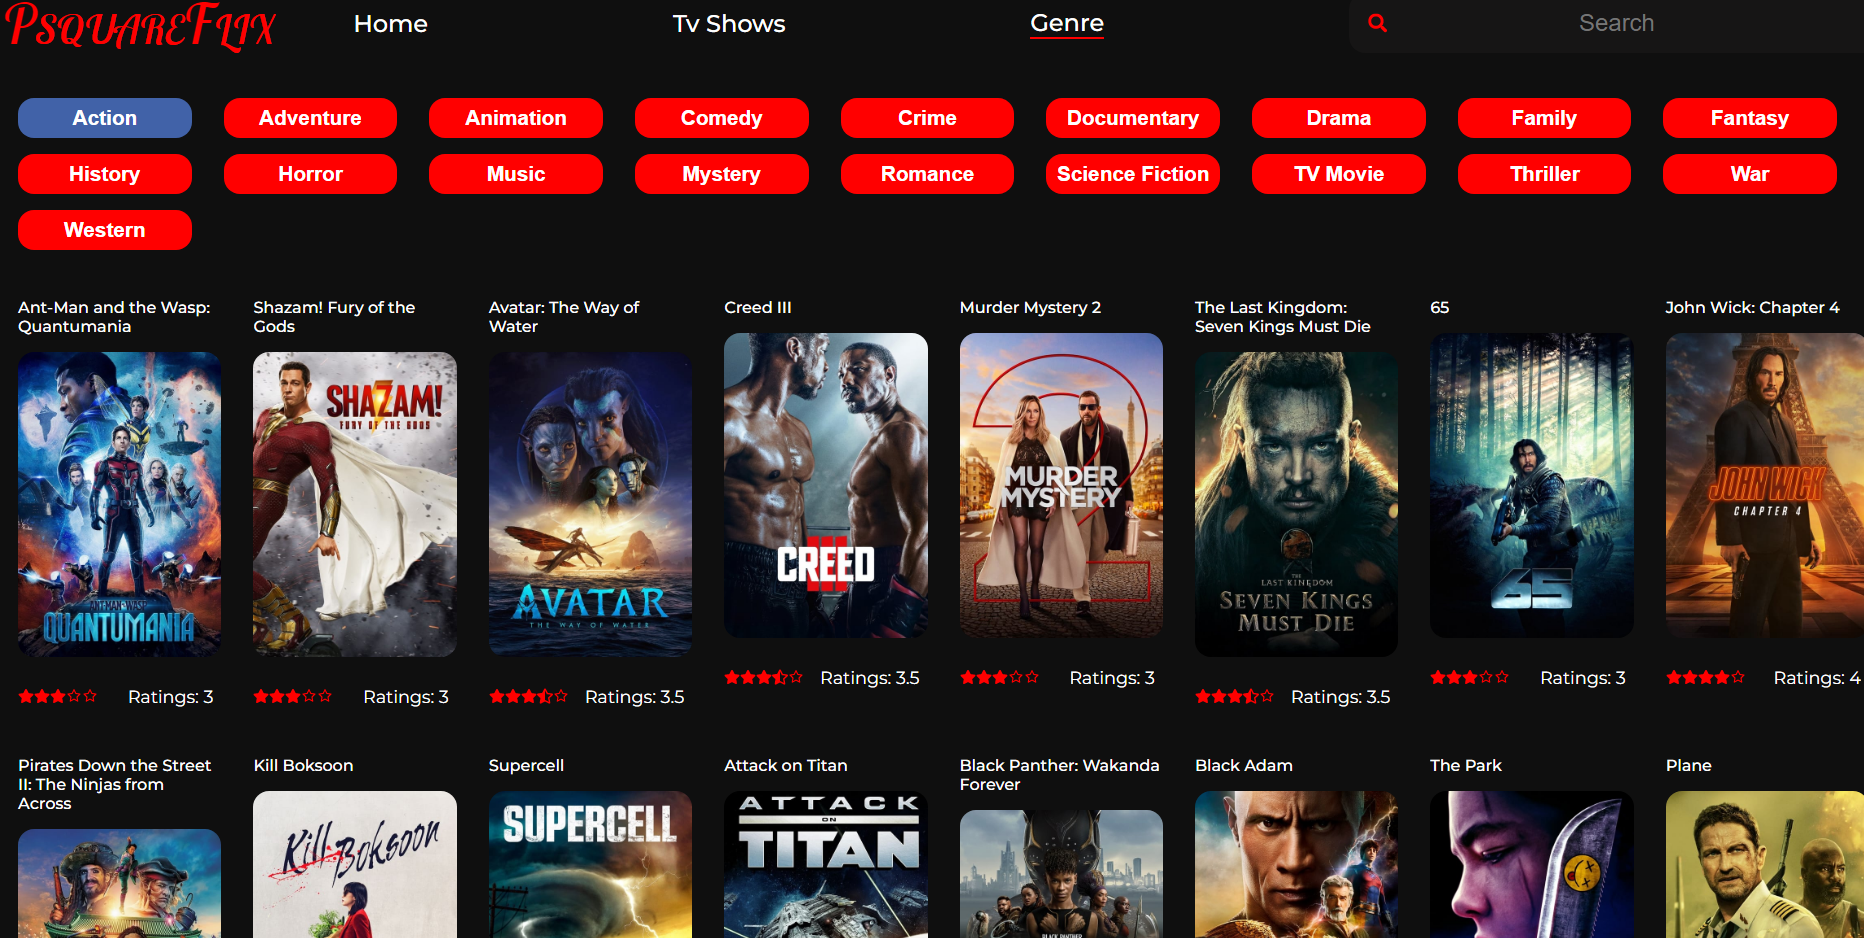 PsquareFlix
Home
Tv Shows
Genre
Search
Action
Adventure
Animation
Comedy
Crime
Documentary
Drama
Family
Fantasy
History
Horror
Music
Mystery
Romance
Science Fiction
TV Movie
Thriller
War
Western
Ant-Man and the Wasp:
Quantumania
Shazam! Fury of the
Gods
Avatar: The Way of
Water
Creed III
Murder Mystery 2
The Last Kingdom:
Seven Kings Must Die
65
John Wick: Chapter 4
ANT-MAN AND THE WASP
QUANTUMANIA
SHAZAM!
FURY OF THE GODS
AVATAR
THE WAY OF WATER
CREED
III
2
MURDER
MYSTERY
THE
LAST KINGDOM
SEVEN KINGS
MUST DIE
65
JOHN WICK
CHAPTER 4
Ratings: 3
Ratings: 3
Ratings: 3.5
Ratings: 3.5
Ratings: 3
Ratings: 3.5
Ratings: 3
Ratings: 4
Pirates Down the Street
II: The Ninjas from
Across
Kill Boksoon
Supercell
Attack on Titan
Black Panther: Wakanda
Forever
Black Adam
The Park
Plane
Kill Boksoon
SUPERCELL
ATTACK
ON
TITAN
BLACK PANTHER